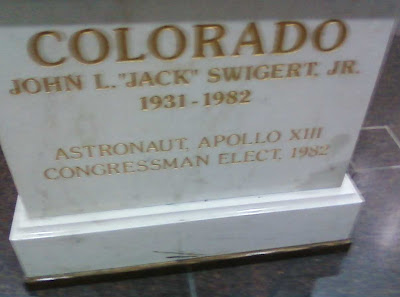 COLORADO
JOHN L. "JACK" SWIGERT, JR.
1931-1982
ASTRONAUT, APOLLO XIII
CONGRESSMAN ELECT, 1982